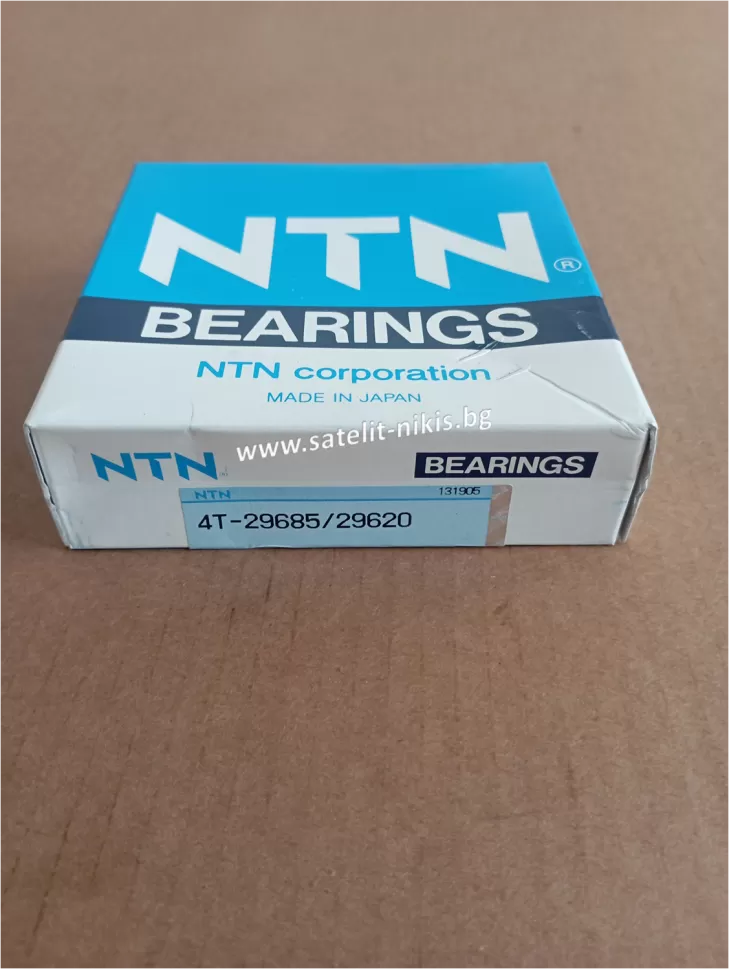 NTN®
BEARINGS
NTN corporation
MADE IN JAPAN
www.satelit-nikis.bg
NTN
BEARINGS
NTN 131905
4T-29685/29620